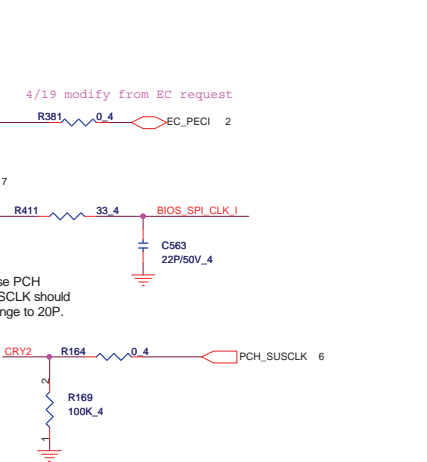 4/19 modify from EC request
R381 0_4 EC_PECI 2
7
R411 33_4 BIOS_SPI_CLK_I
C563
22P/50V_4
se PCH
SCLK should
nge to 20P.
CRY2 R164 0_4 PCH_SUSCLK 6
2
R169
100K_4
1